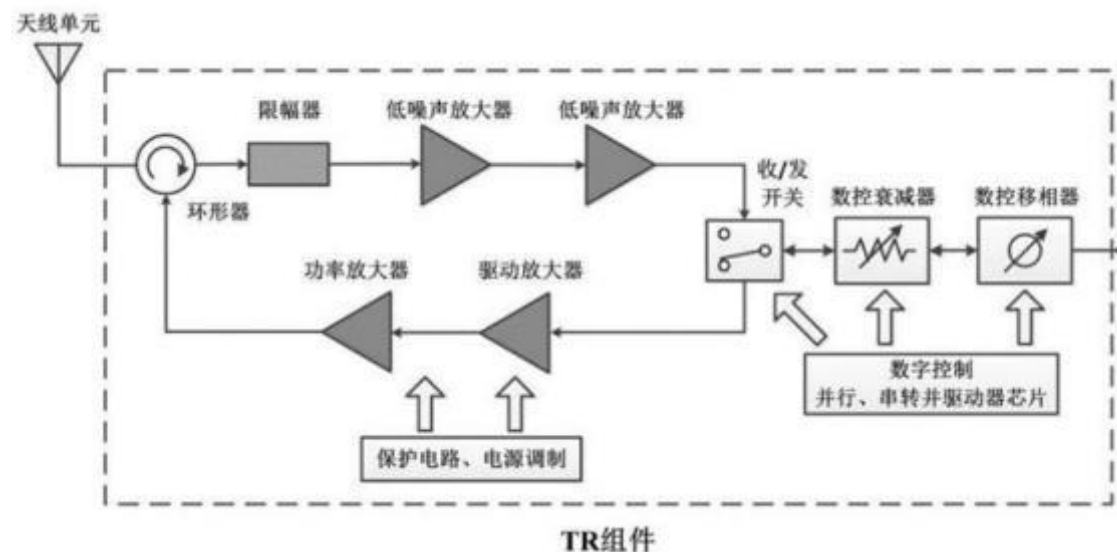 天线单元
限幅器
低噪声放大器
低噪声放大器
收/发
开关
数控衰减器
数控移相器
环形器
功率放大器
驱动放大器
数字控制
并行、串转并驱动器芯片
保护电路、电源调制
TR组件